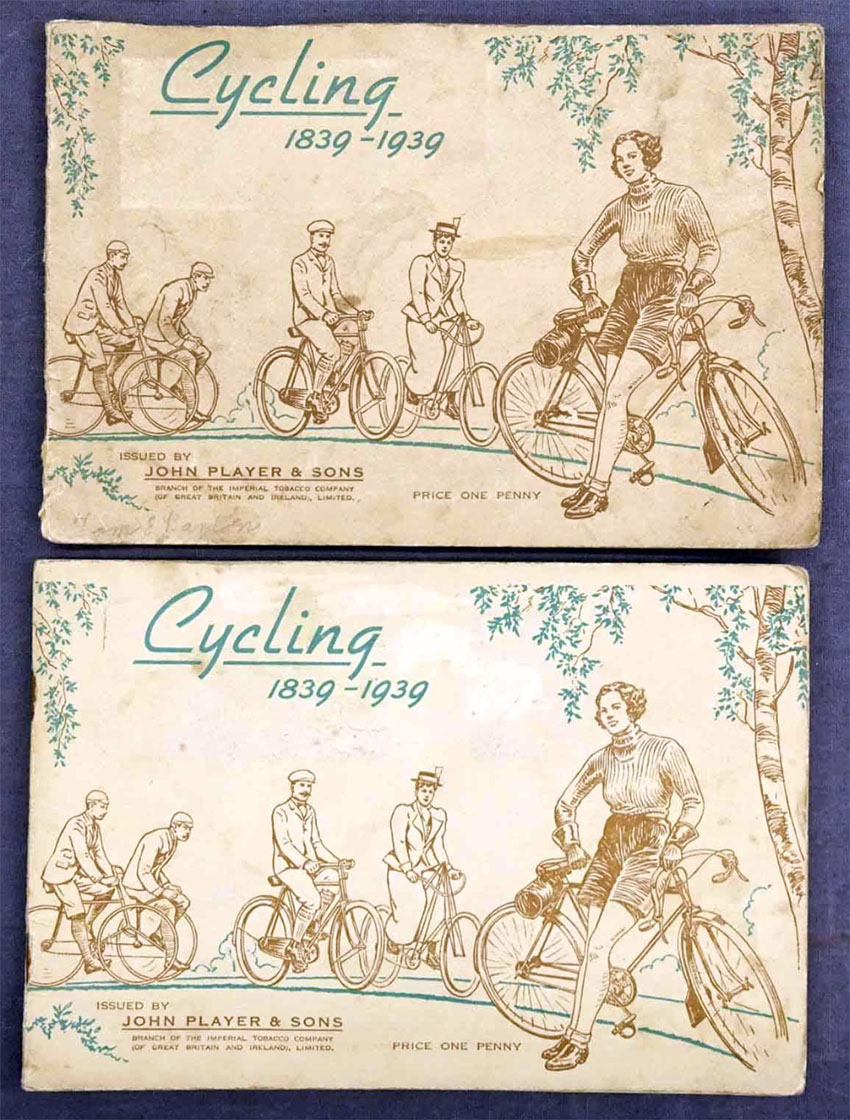 Cycling
1839-1939
ISSUED BY
JOHN PLAYER & SONS
BRANCH OF THE IMPERIAL TOBACCO COMPANY
(OF GREAT BRITAIN AND IRELAND), LIMITED.
PRICE ONE PENNY
Cycling
1839-1939
ISSUED BY
JOHN PLAYER & SONS
BRANCH OF THE IMPERIAL TOBACCO COMPANY
(OF GREAT BRITAIN AND IRELAND), LIMITED.
PRICE ONE PENNY